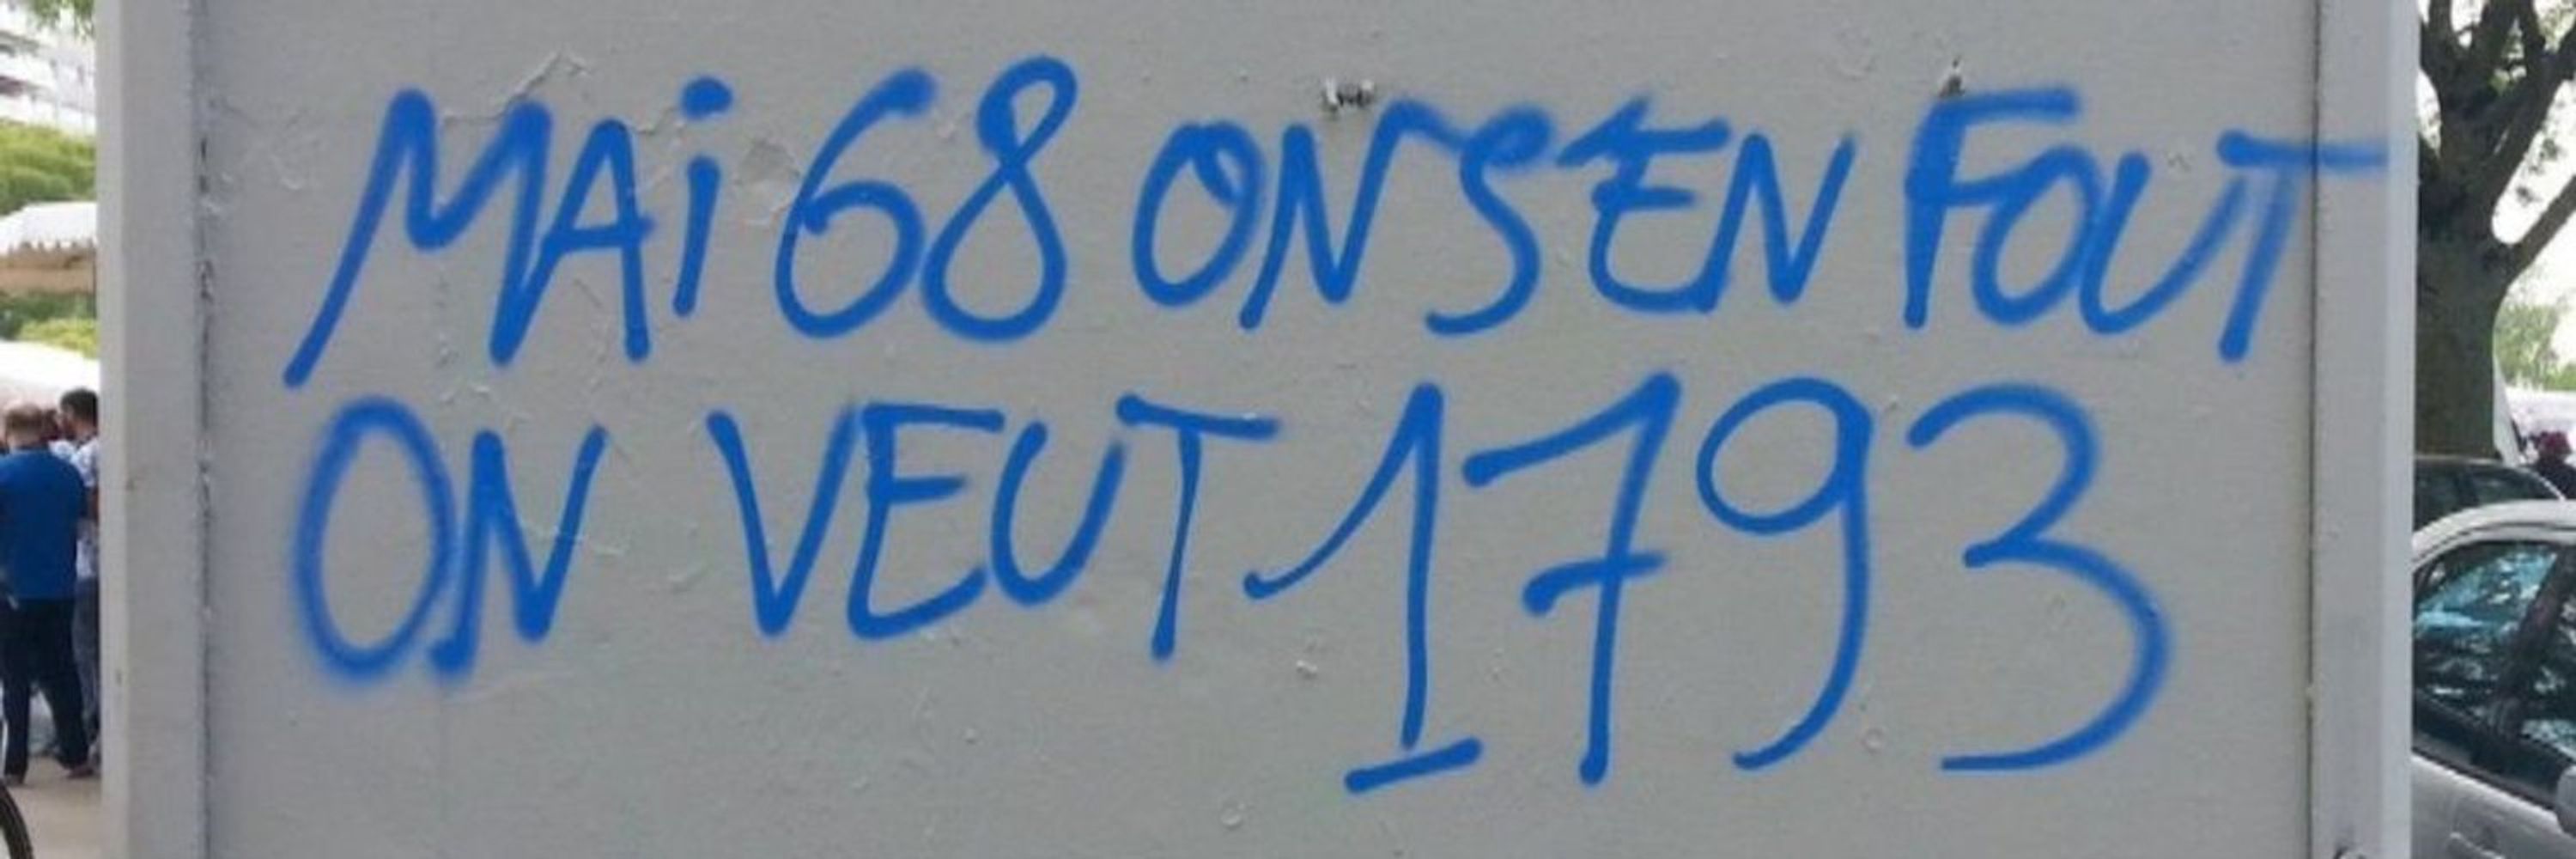 MAi 68 ON S'EN FOUT
ON VEUT 1793